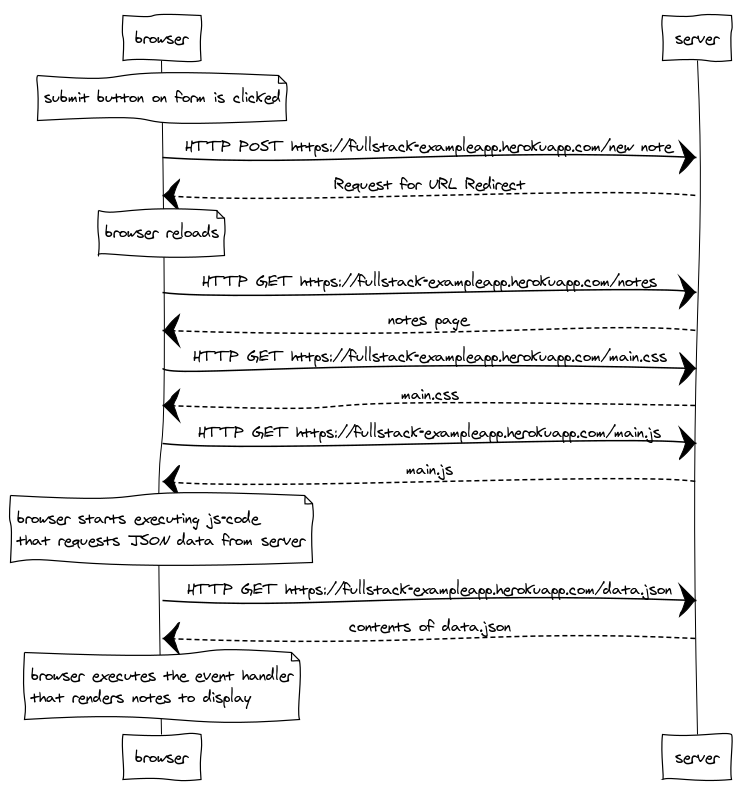 browser
server
submit button on form is clicked
HTTP POST https://fullstack-exampleapp.herokuapp.com/new note
Request for URL Redirect
browser reloads
HTTP GET https://fullstack-exampleapp.herokuapp.com/notes
notes page
HTTP GET https://fullstack-exampleapp.herokuapp.com/main.css
main.css
HTTP GET https://fullstack-exampleapp.herokuapp.com/main.js
main.js
browser starts executing js-code
that requests JSON data from server
HTTP GET https://fullstack-exampleapp.herokuapp.com/data.json
contents of data.json
browser executes the event handler
that renders notes to display
browser
server